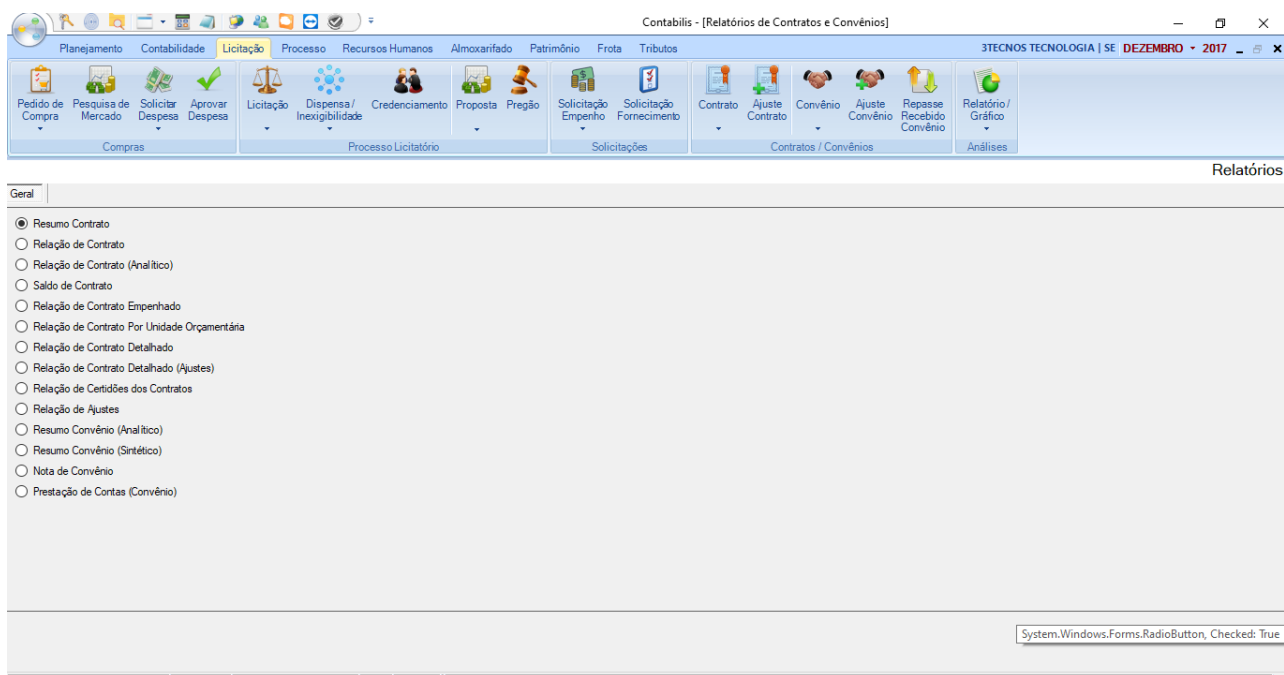 Contabilis - [Relatórios de Contratos e Convênios]
Planejamento Contabilidade Licitação Processo Recursos Humanos Almoxarifado Patrimônio Frota Tributos 3TECNOS TECNOLOGIA | SE DEZEMBRO 2017
Pedido de Compra Pesquisa de Mercado Solicitar Despesa Aprovar Despesa Licitação Dispensa / Inexigibilidade Credenciamento Proposta Pregão Solicitação Empenho Solicitação Fornecimento Contrato Ajuste Contrato Convênio Ajuste Convênio Repasse Recebido Convênio Relatório / Gráfico
Compras Processo Licitatório Solicitações Contratos / Convênios Análises
Relatórios
Geral
Resumo Contrato
Relação de Contrato
Relação de Contrato (Analítico)
Saldo de Contrato
Relação de Contrato Empenhado
Relação de Contrato Por Unidade Orçamentária
Relação de Contrato Detalhado
Relação de Contrato Detalhado (Ajustes)
Relação de Certidões dos Contratos
Relação de Ajustes
Resumo Convênio (Analítico)
Resumo Convênio (Sintético)
Nota de Convênio
Prestação de Contas (Convênio)
System.Windows.Forms.RadioButton, Checked: True